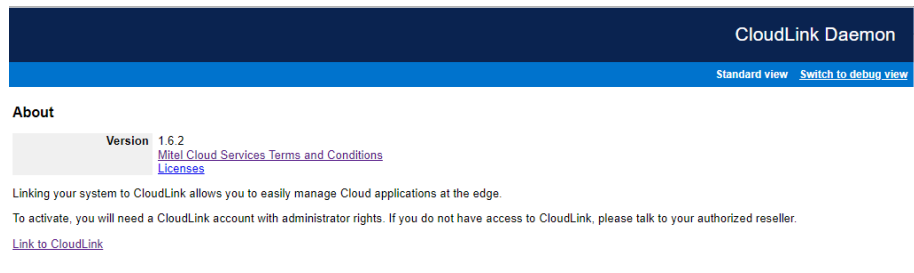 CloudLink Daemon
Standard view Switch to debug view
About
Version 1.6.2
Mitel Cloud Services Terms and Conditions
Licenses
Linking your system to CloudLink allows you to easily manage Cloud applications at the edge.
To activate, you will need a CloudLink account with administrator rights. If you do not have access to CloudLink, please talk to your authorized reseller.
Link to CloudLink